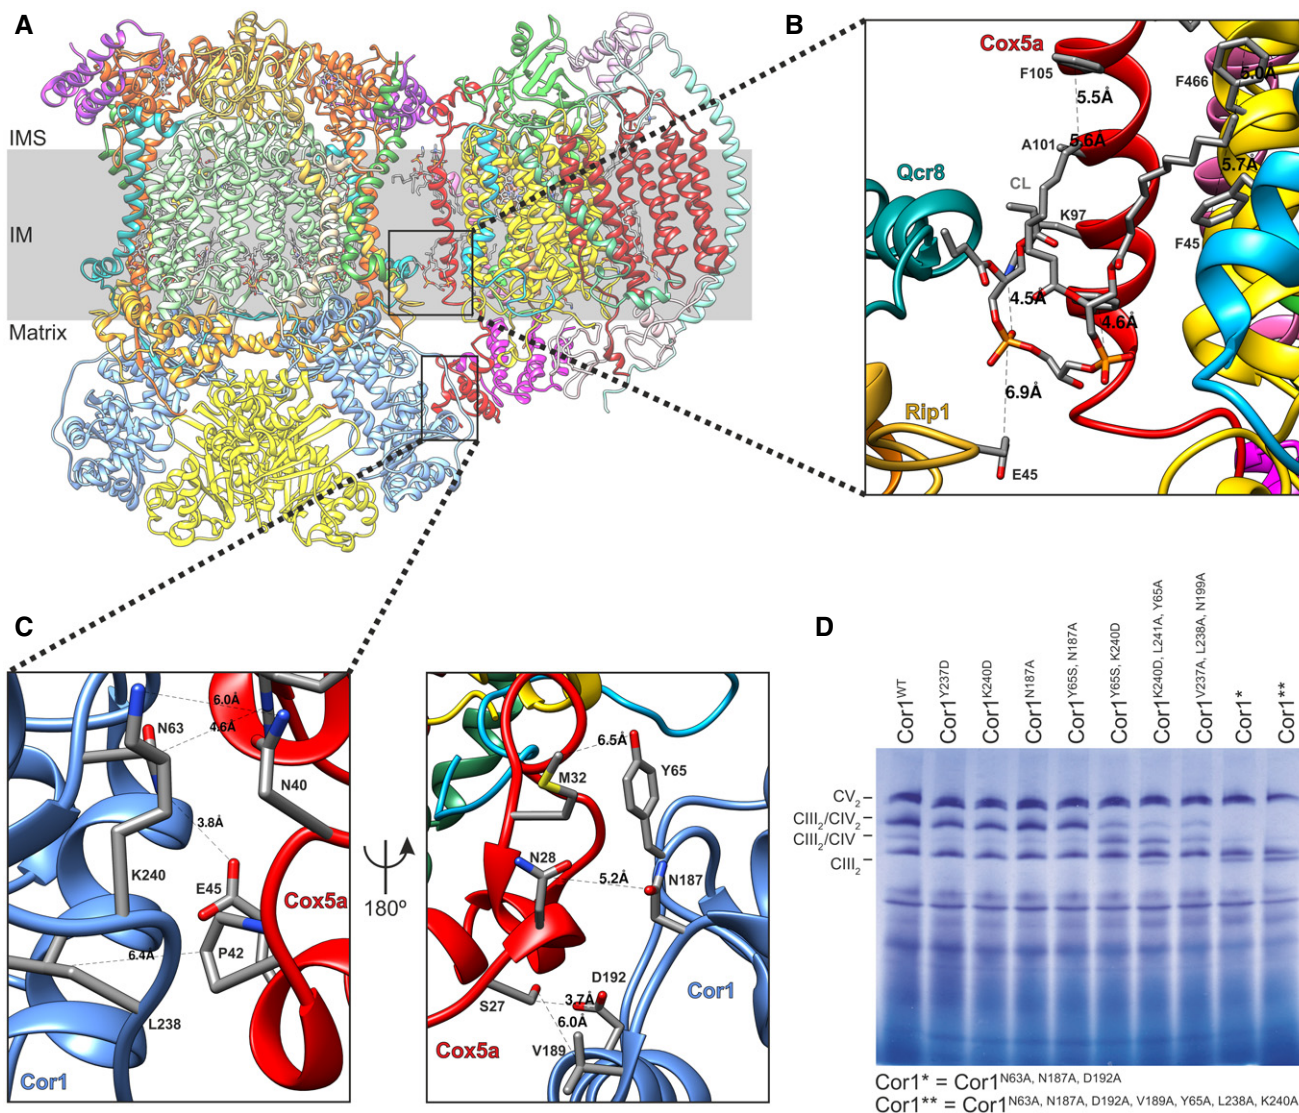 A
IMS
IM
Matrix
B
Cox5a
F105
5.5Å
F466
5.0Å
A101
5.6Å
5.7Å
Qcr8
CL
K97
F45
4.5Å
4.6Å
6.9Å
Rip1
E45
C
6.0Å
N63
4.6Å
N40
3.8Å
K240
E45
Cox5a
P42
6.4Å
L238
Cor1
180º
6.5Å
M32
Y65
N28
5.2Å
N187
D192
S27
3.7Å
6.0Å
Cor1
V189
Cox5a
D
Cor1WT
Cor1Y237D
Cor1K240D
Cor1N187A
Cor1Y65S, N187A
Cor1Y65S, K240D
Cor1K240D, L241A, Y65A
Cor1V237A, L238A, N199A
Cor1*
Cor1**
CV2
CIII2/CIV2
CIII2/CIV
CIII2
Cor1* = Cor1N63A, N187A, D192A
Cor1** = Cor1N63A, N187A, D192A, V189A, Y65A, L238A, K240A